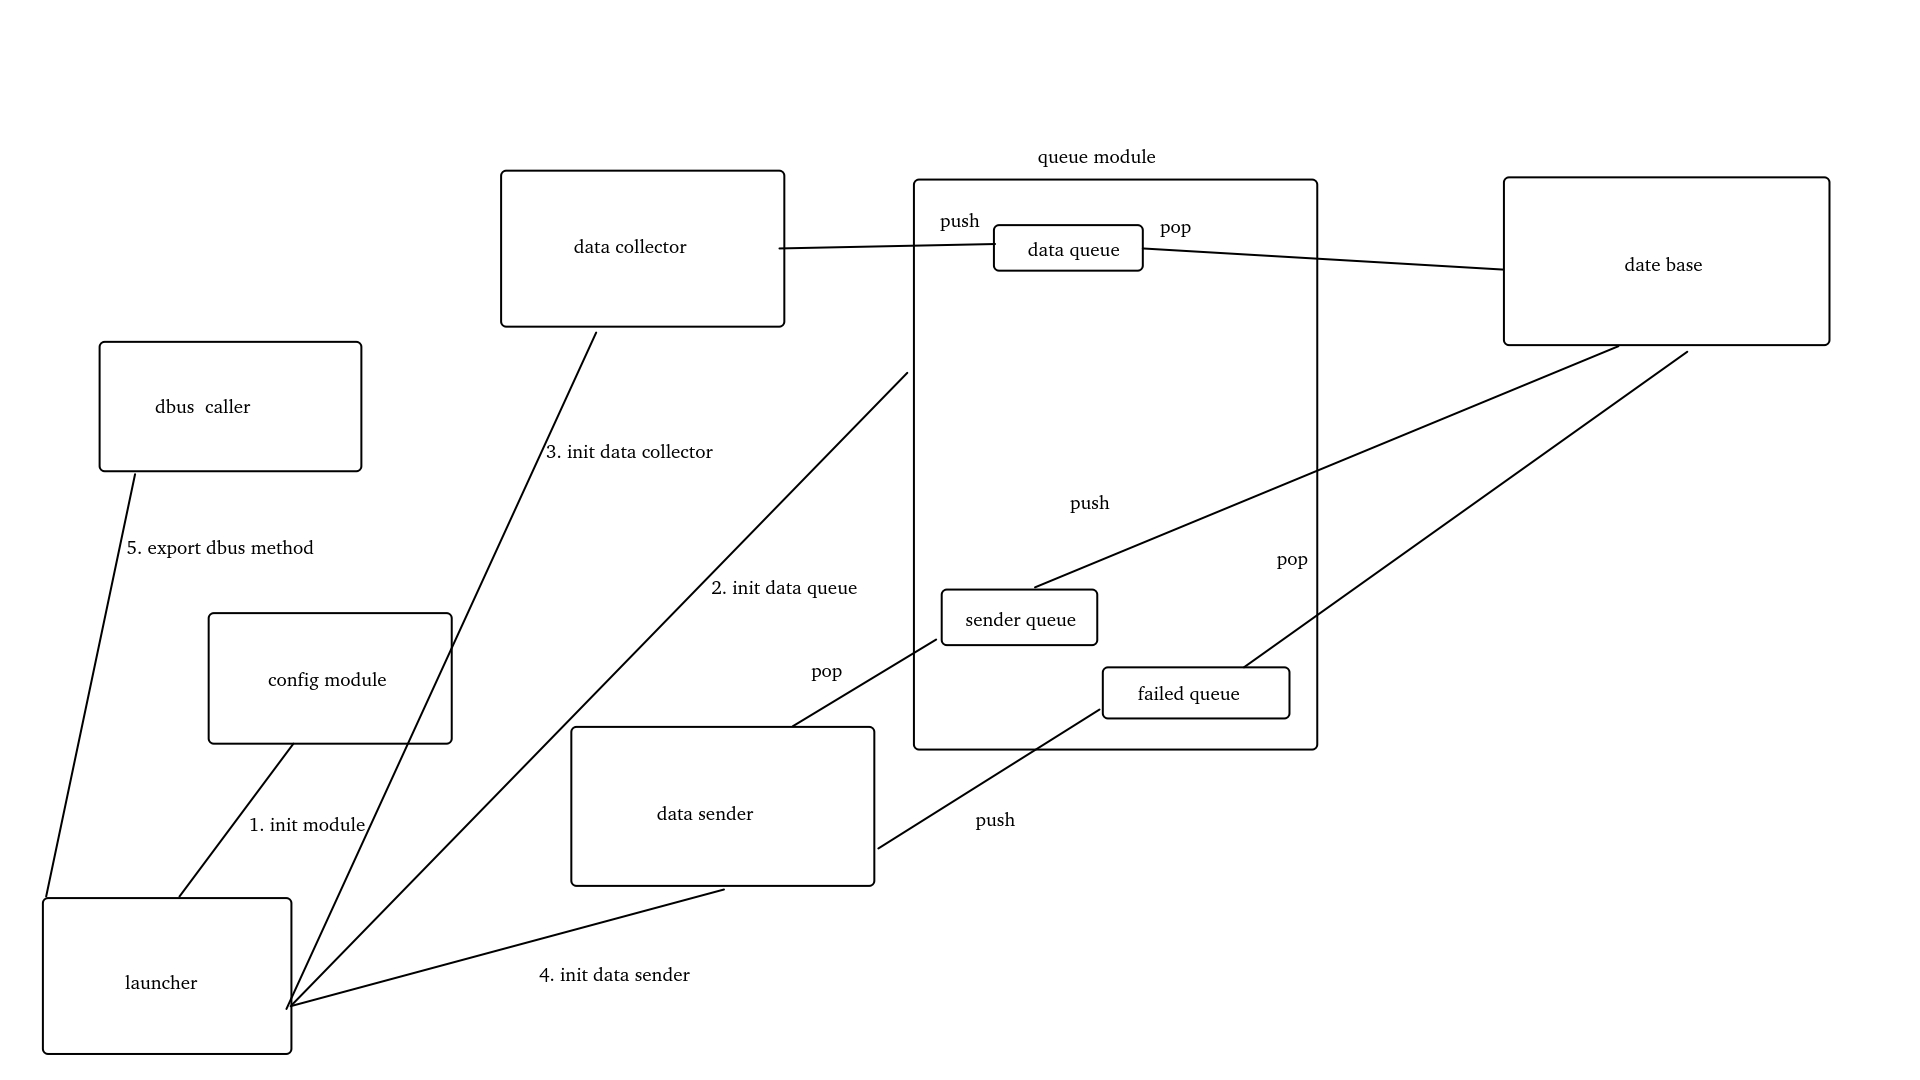 queue module
push
pop
data collector
data queue
date base
dbus  caller
3. init data collector
push
5. export dbus method
pop
2. init data queue
sender queue
pop
config module
failed queue
data sender
push
1. init module
4. init data sender
launcher